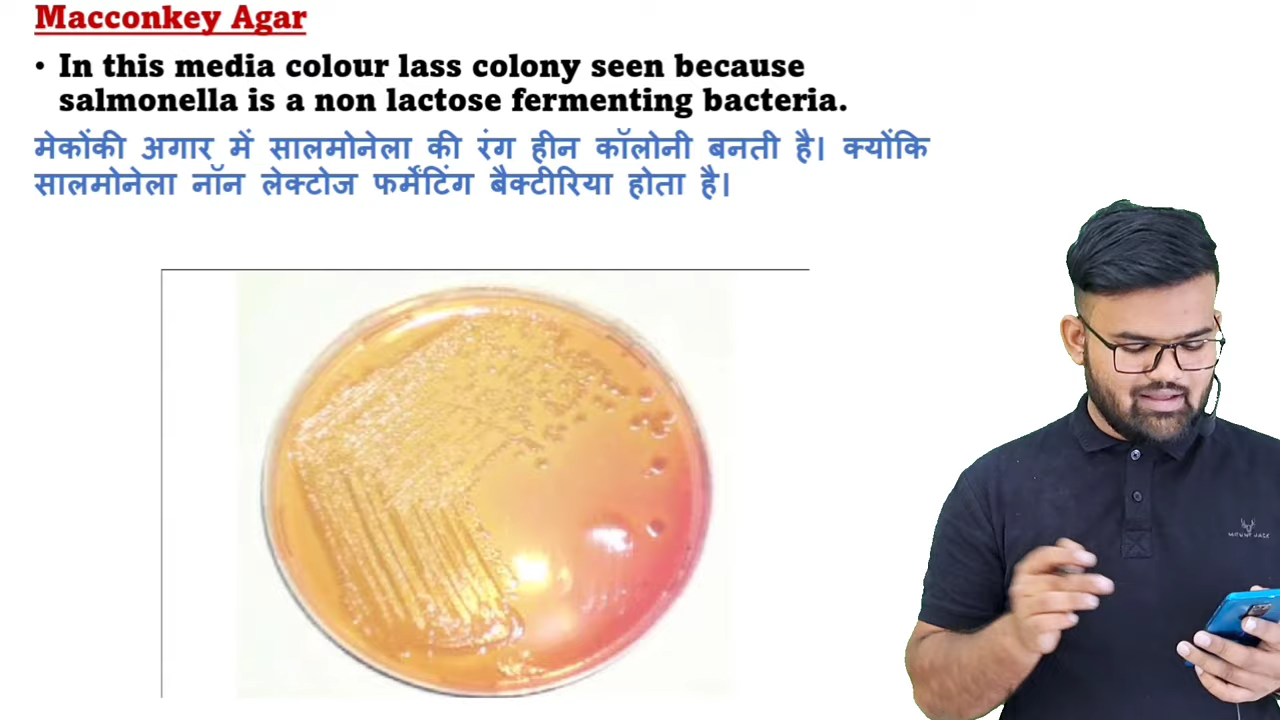 Macconkey Agar
• In this media colour lass colony seen because
salmonella is a non lactose fermenting bacteria.
मेकोंकी अगार में सालमोनेला की रंग हीन कॉलोनी बनती है। क्योंकि
सालमोनेला नॉन लेक्टोज फर्मेंटिंग बैक्टीरिया होता है।